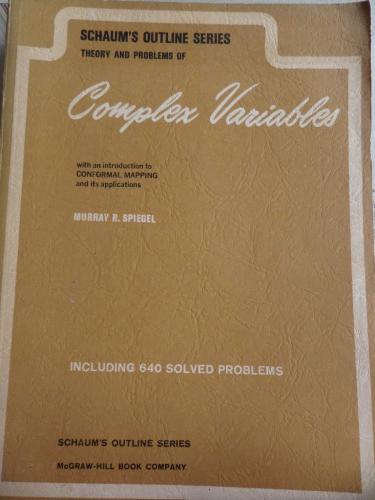 SCHAUM'S OUTLINE SERIES
THEORY AND PROBLEMS OF
Complex Variables
with an introduction to
CONFORMAL MAPPING
and its applications
MURRAY R. SPIEGEL
INCLUDING 640 SOLVED PROBLEMS
SCHAUM'S OUTLINE SERIES
McGRAW-HILL BOOK COMPANY